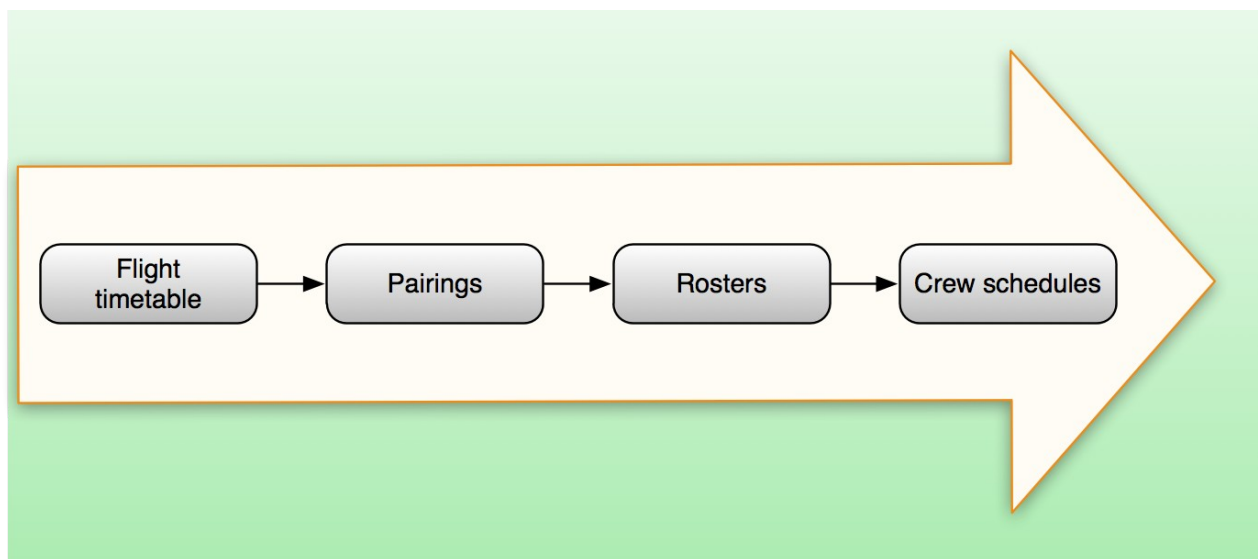 Flight
timetable
Pairings
Rosters
Crew schedules